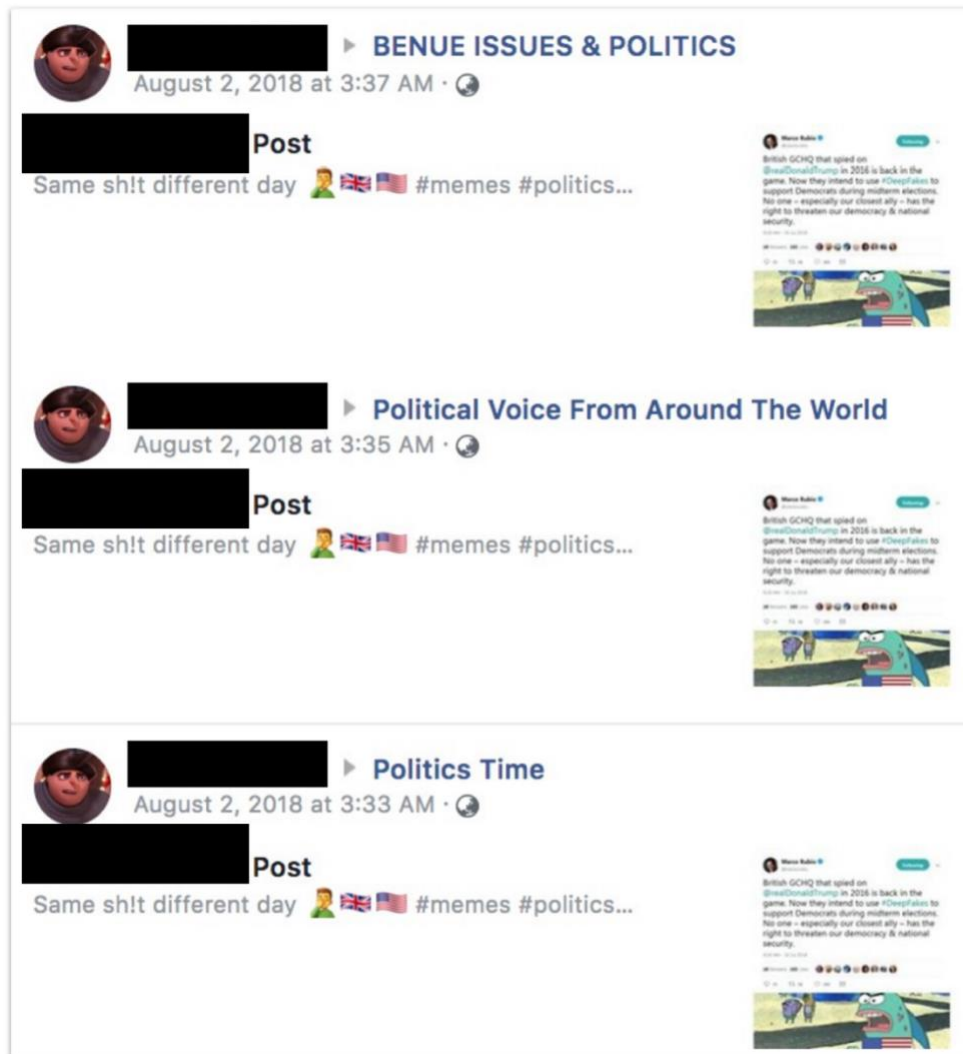 BENUE ISSUES & POLITICS
August 2, 2018 at 3:37 AM ·
Post
Same sh!t different day 🤦🇬🇧🇺🇸 #memes #politics...
Marco Rubio
Following
British GCHQ that spied on
@realDonaldTrump in 2016 is back in the
game. Now they intend to use #DeepFakes to
support Democrats during midterm elections.
No one – especially our closest ally – has the
right to threaten our democracy & national
security.
Political Voice From Around The World
August 2, 2018 at 3:35 AM ·
Post
Same sh!t different day 🤦🇬🇧🇺🇸 #memes #politics...
Marco Rubio
Following
British GCHQ that spied on
@realDonaldTrump in 2016 is back in the
game. Now they intend to use #DeepFakes to
support Democrats during midterm elections.
No one – especially our closest ally – has the
right to threaten our democracy & national
security.
Politics Time
August 2, 2018 at 3:33 AM ·
Post
Same sh!t different day 🤦🇬🇧🇺🇸 #memes #politics...
Marco Rubio
Following
British GCHQ that spied on
@realDonaldTrump in 2016 is back in the
game. Now they intend to use #DeepFakes to
support Democrats during midterm elections.
No one – especially our closest ally – has the
right to threaten our democracy & national
security.